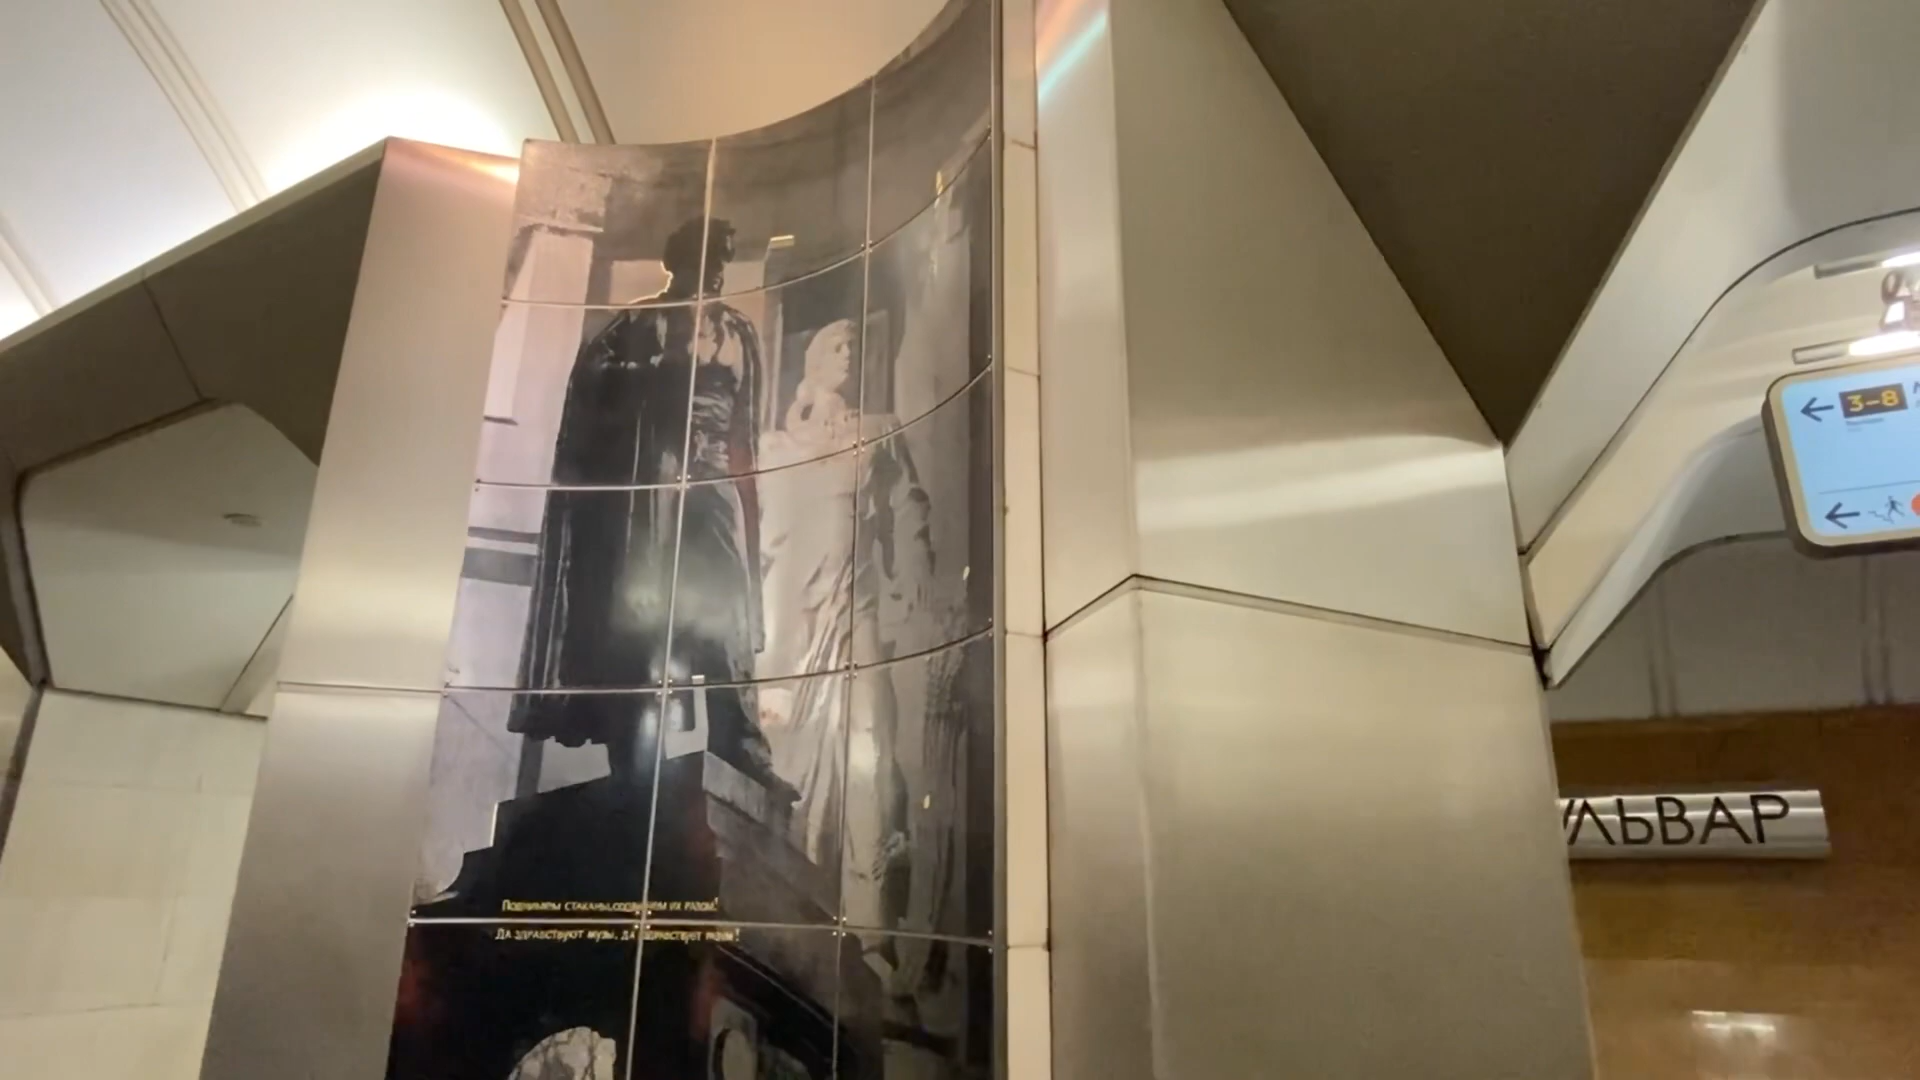 3–8
УЛЬВАР
Поднимем стаканы, содвинем их разом!
Да здравствуют музы, да здравствует разум!